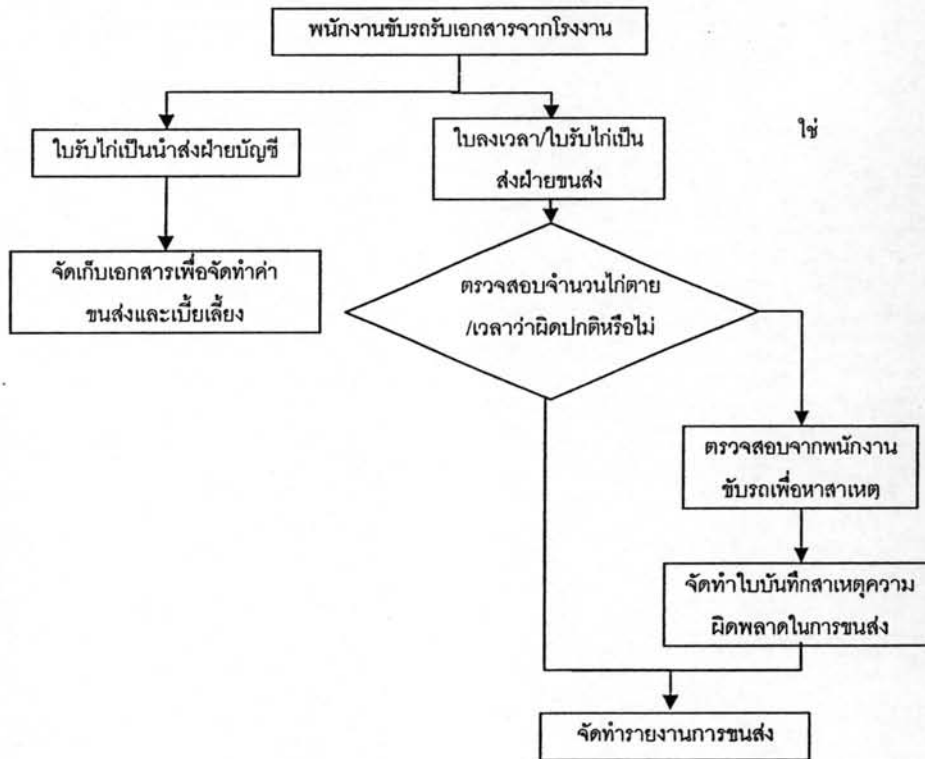 พนักงานขับรถรับเอกสารจากโรงงาน
ใบรับไก่เป็นนำส่งฝ่ายบัญชี
ใบลงเวลา/ใบรับไก่เป็น
ส่งฝ่ายขนส่ง
ใช่
จัดเก็บเอกสารเพื่อจัดทำค่า
ขนส่งและเบี้ยเลี้ยง
ตรวจสอบจำนวนไก่ตาย
/เวลาว่าผิดปกติหรือไม่
ตรวจสอบจากพนักงาน
ขับรถเพื่อหาสาเหตุ
จัดทำใบบันทึกสาเหตุความ
ผิดพลาดในการขนส่ง
จัดทำรายงานการขนส่ง